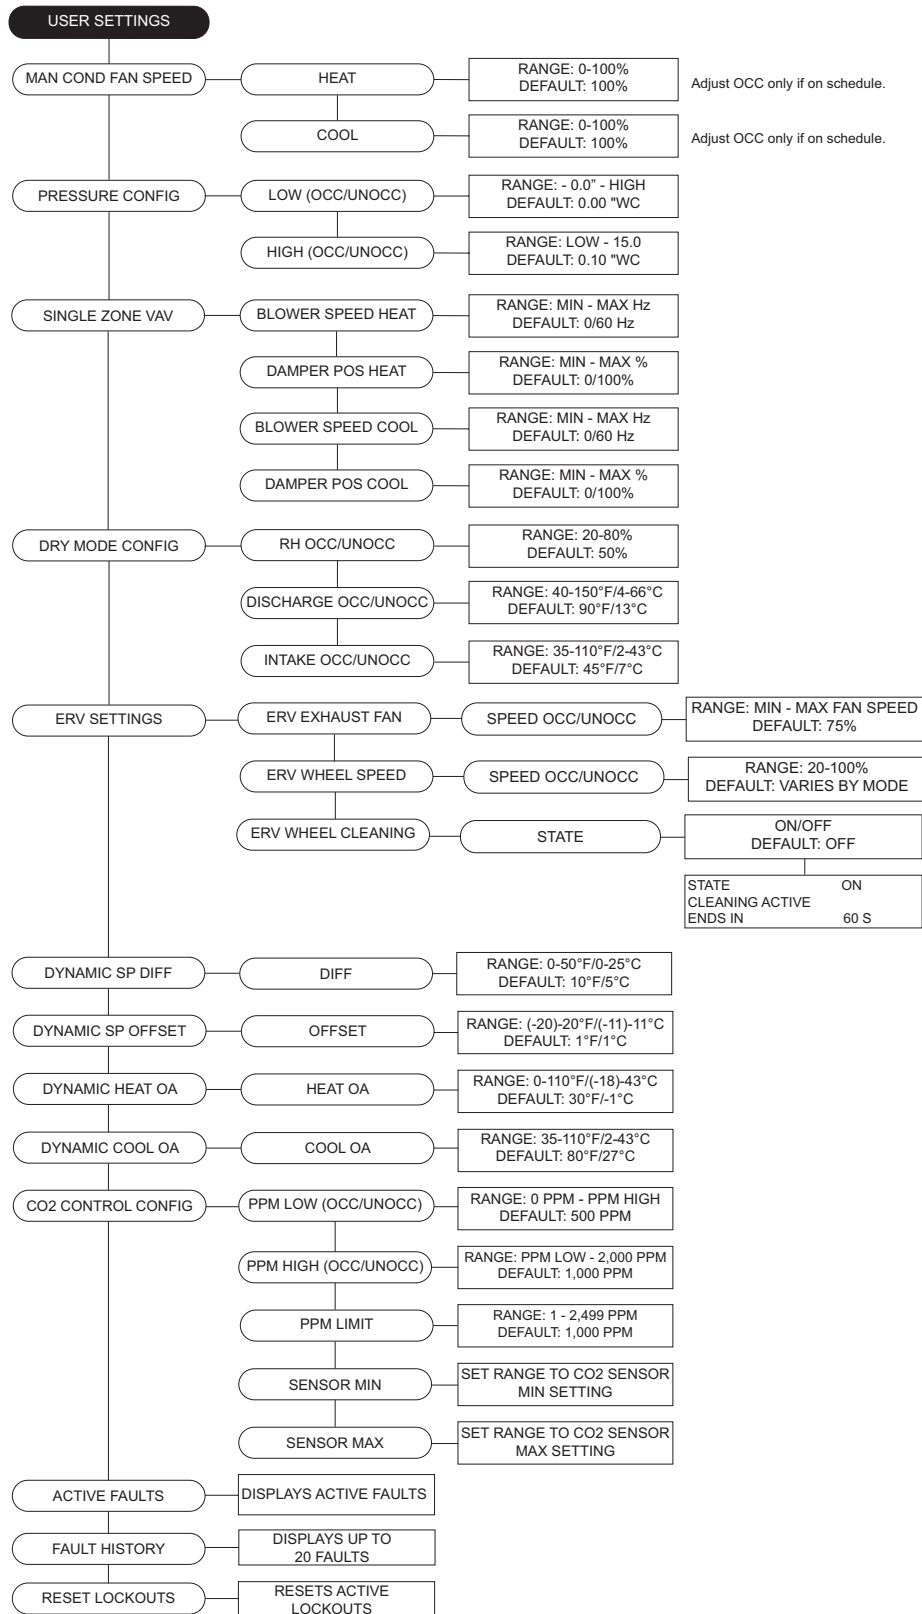 USER SETTINGS
MAN COND FAN SPEED
HEAT
RANGE: 0-100%
DEFAULT: 100%
Adjust OCC only if on schedule.
COOL
RANGE: 0-100%
DEFAULT: 100%
Adjust OCC only if on schedule.
PRESSURE CONFIG
LOW (OCC/UNOCC)
RANGE: - 0.0” - HIGH
DEFAULT: 0.00 "WC
HIGH (OCC/UNOCC)
RANGE: LOW - 15.0
DEFAULT: 0.10 "WC
SINGLE ZONE VAV
BLOWER SPEED HEAT
RANGE: MIN - MAX Hz
DEFAULT: 0/60 Hz
DAMPER POS HEAT
RANGE: MIN - MAX %
DEFAULT: 0/100%
BLOWER SPEED COOL
RANGE: MIN - MAX Hz
DEFAULT: 0/60 Hz
DAMPER POS COOL
RANGE: MIN - MAX %
DEFAULT: 0/100%
DRY MODE CONFIG
RH OCC/UNOCC
RANGE: 20-80%
DEFAULT: 50%
DISCHARGE OCC/UNOCC
RANGE: 40-150°F/4-66°C
DEFAULT: 90°F/13°C
INTAKE OCC/UNOCC
RANGE: 35-110°F/2-43°C
DEFAULT: 45°F/7°C
ERV SETTINGS
ERV EXHAUST FAN
SPEED OCC/UNOCC
RANGE: MIN - MAX FAN SPEED
DEFAULT: 75%
ERV WHEEL SPEED
SPEED OCC/UNOCC
RANGE: 20-100%
DEFAULT: VARIES BY MODE
ERV WHEEL CLEANING
STATE
ON/OFF
DEFAULT: OFF
STATE ON
CLEANING ACTIVE
ENDS IN 60 S
DYNAMIC SP DIFF
DIFF
RANGE: 0-50°F/0-25°C
DEFAULT: 10°F/5°C
DYNAMIC SP OFFSET
OFFSET
RANGE: (-20)-20°F/(-11)-11°C
DEFAULT: 1°F/1°C
DYNAMIC HEAT OA
HEAT OA
RANGE: 0-110°F/(-18)-43°C
DEFAULT: 30°F/-1°C
DYNAMIC COOL OA
COOL OA
RANGE: 35-110°F/2-43°C
DEFAULT: 80°F/27°C
CO2 CONTROL CONFIG
PPM LOW (OCC/UNOCC)
RANGE: 0 PPM - PPM HIGH
DEFAULT: 500 PPM
PPM HIGH (OCC/UNOCC)
RANGE: PPM LOW - 2,000 PPM
DEFAULT: 1,000 PPM
PPM LIMIT
RANGE: 1 - 2,499 PPM
DEFAULT: 1,000 PPM
SENSOR MIN
SET RANGE TO CO2 SENSOR
MIN SETTING
SENSOR MAX
SET RANGE TO CO2 SENSOR
MAX SETTING
ACTIVE FAULTS
DISPLAYS ACTIVE FAULTS
FAULT HISTORY
DISPLAYS UP TO
20 FAULTS
RESET LOCKOUTS
RESETS ACTIVE
LOCKOUTS